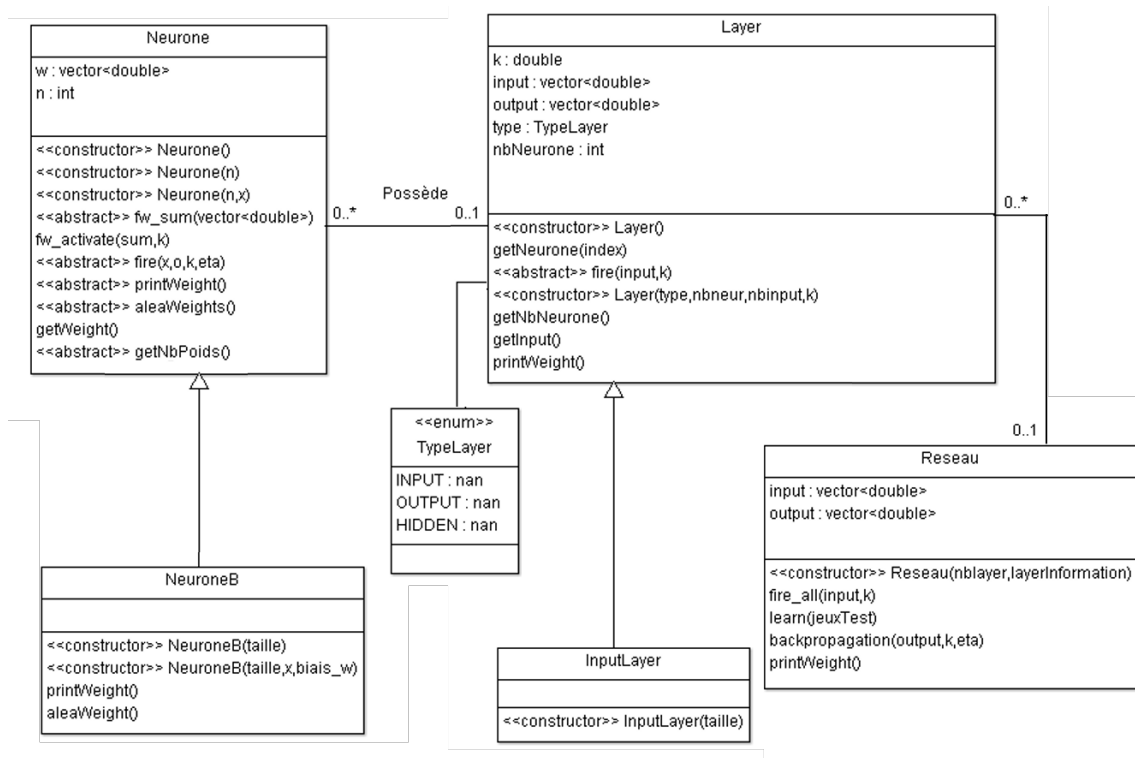 Neurone
w : vector<double>
n : int
<<constructor>> Neurone()
<<constructor>> Neurone(n)
<<constructor>> Neurone(n,x)
<<abstract>> fw_sum(vector<double>)
fw_activate(sum,k)
<<abstract>> fire(x,o,k,eta)
<<abstract>> printWeight()
<<abstract>> aleaWeights()
getWeight()
<<abstract>> getNbPoids()
Possède
0..*
0..1
Layer
k : double
input : vector<double>
output : vector<double>
type : TypeLayer
nbNeurone : int
<<constructor>> Layer()
getNeurone(index)
<<abstract>> fire(input,k)
<<constructor>> Layer(type,nbneur,nbinput,k)
getNbNeurone()
getInput()
printWeight()
0..*
0..1
<<enum>>
TypeLayer
INPUT : nan
OUTPUT : nan
HIDDEN : nan
Reseau
input : vector<double>
output : vector<double>
<<constructor>> Reseau(nblayer,layerInformation)
fire_all(input,k)
learn(jeuxTest)
backpropagation(output,k,eta)
printWeight()
NeuroneB
<<constructor>> NeuroneB(taille)
<<constructor>> NeuroneB(taille,x,biais_w)
printWeight()
aleaWeight()
InputLayer
<<constructor>> InputLayer(taille)